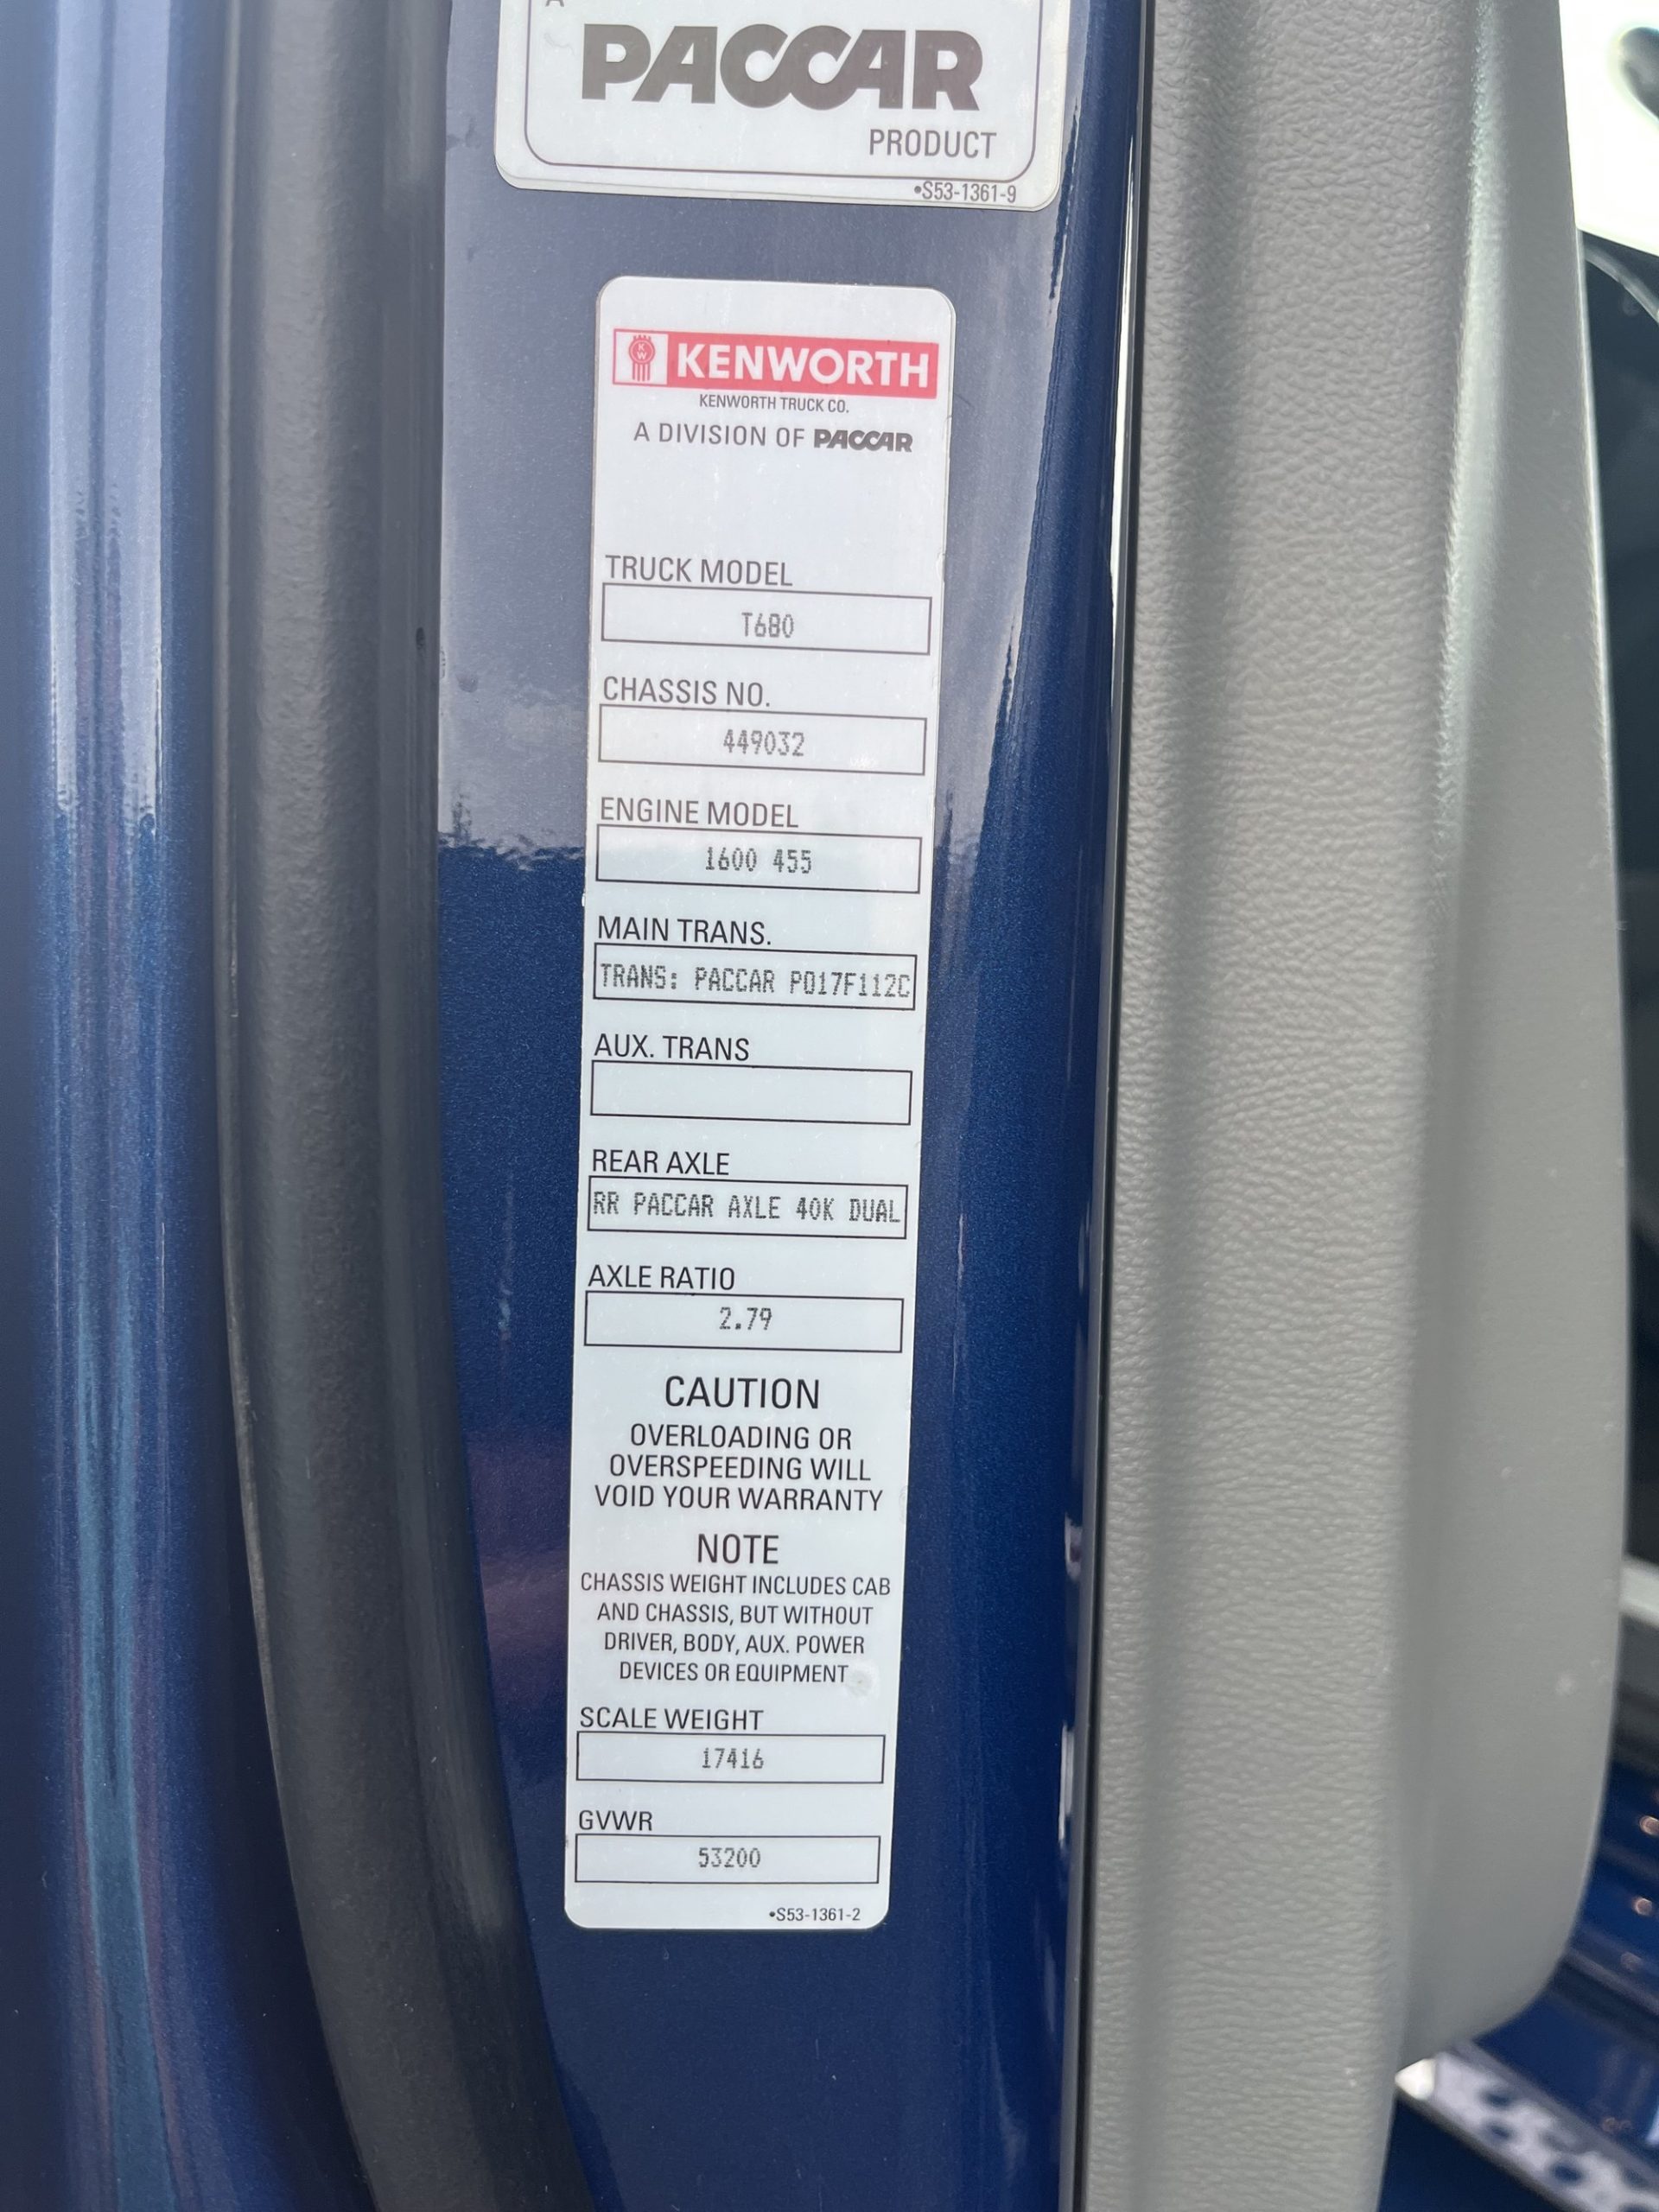 A
PACCAR
PRODUCT
•S53-1361-9
KW KENWORTH
KENWORTH TRUCK CO.
A DIVISION OF PACCAR
TRUCK MODEL
T680
CHASSIS NO.
449032
ENGINE MODEL
1600 455
MAIN TRANS.
TRANS: PACCAR PO17F112C
AUX. TRANS
REAR AXLE
RR PACCAR AXLE 40K DUAL
AXLE RATIO
2.79
CAUTION
OVERLOADING OR
OVERSPEEDING WILL
VOID YOUR WARRANTY
NOTE
CHASSIS WEIGHT INCLUDES CAB
AND CHASSIS, BUT WITHOUT
DRIVER, BODY, AUX. POWER
DEVICES OR EQUIPMENT
SCALE WEIGHT
17416
GVWR
53200
•S53-1361-2